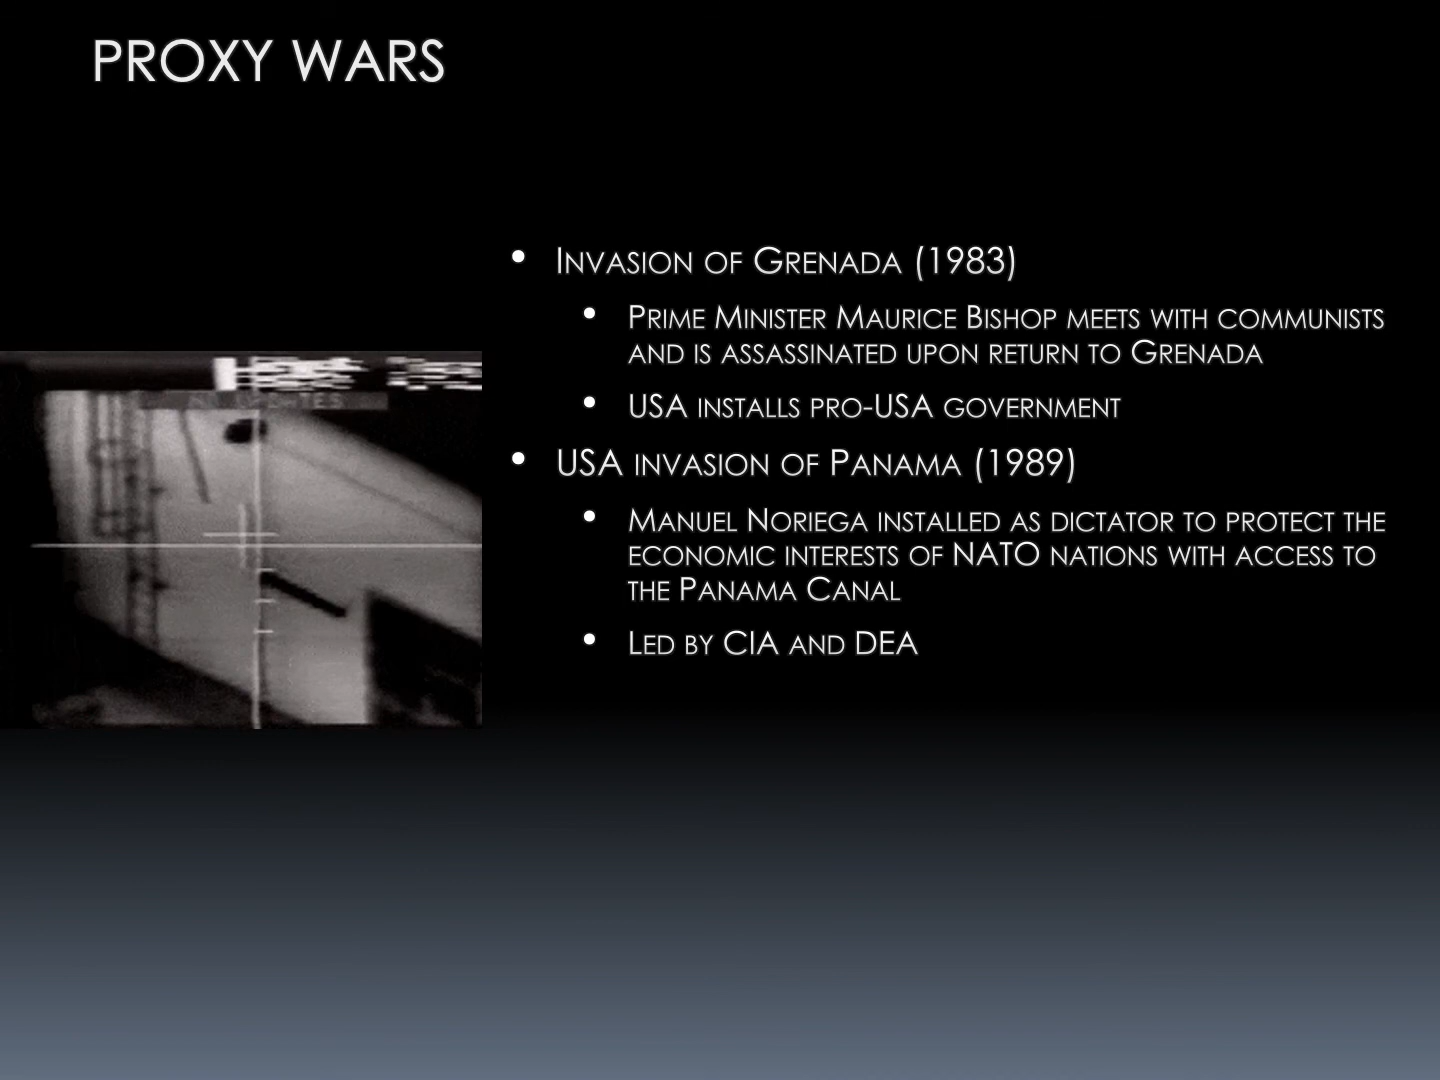 PROXY WARS
• Invasion of Grenada (1983)
• Prime Minister Maurice Bishop meets with communists
and is assassinated upon return to Grenada
• USA installs pro-USA government
• USA invasion of Panama (1989)
• Manuel Noriega installed as dictator to protect the
economic interests of NATO nations with access to
the Panama Canal
• Led by CIA and DEA